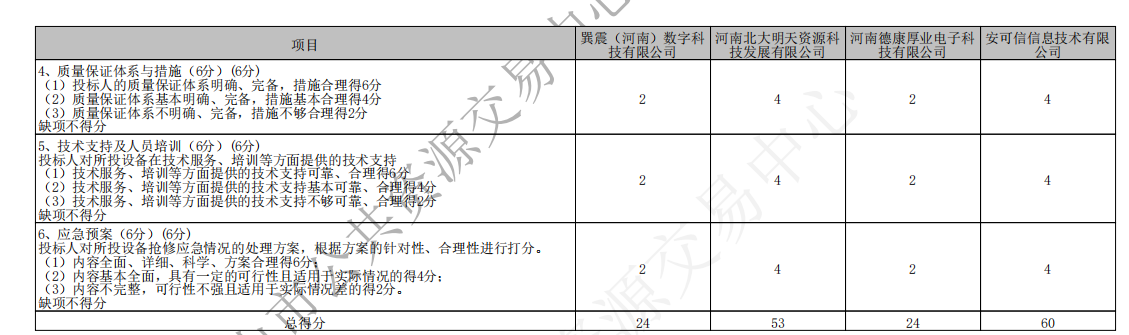 项目
巽震（河南）数字科
技有限公司
河南北大明天资源科
技发展有限公司
河南德康厚业电子科
技有限公司
安可信信息技术有限
公司
4、质量保证体系与措施（6分）(6分)
（1）投标人的质量保证体系明确、完备，措施合理得6分
（2）质量保证体系基本明确、完备，措施基本合理得4分
（3）质量保证体系不明确、完备，措施不够合理得2分
缺项不得分
2
4
2
4
5、技术支持及人员培训（6分）(6分)
投标人对所投设备在技术服务、培训等方面提供的技术支持
（1）技术服务、培训等方面提供的技术支持可靠、合理得6分
（2）技术服务、培训等方面提供的技术支持基本可靠、合理得4分
（3）技术服务、培训等方面提供的技术支持不够可靠、合理得2分
缺项不得分
2
4
2
4
6、应急预案（6分）(6分)
投标人对所投设备抢修应急情况的处理方案，根据方案的针对性、合理性进行打分。
（1）内容全面、详细、科学、方案合理得6分；
（2）内容基本全面，具有一定的可行性且适用于实际情况的得4分；
（3）内容不完整，可行性不强且适用于实际情况差的得2分。
缺项不得分
2
4
2
4
总得分
24
53
24
60
市公共资源交易中
资源交易中心